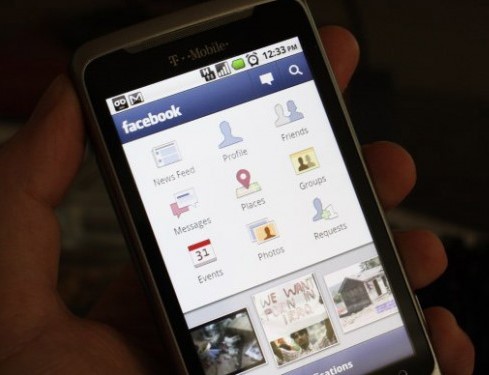 T··Mobile·
12:33 PM
facebook
News Feed
Profile
Friends
Messages
Places
Groups
31
Events
Photos
Requests
WE WANT